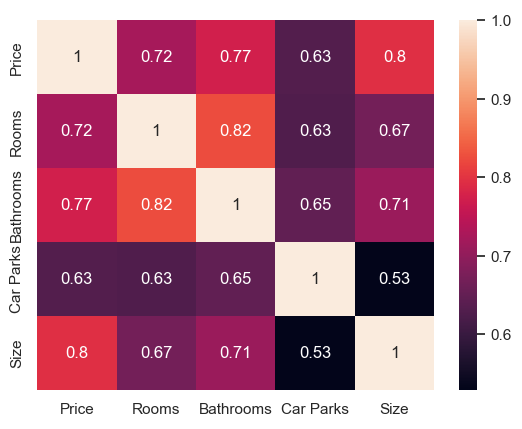 Price 1 0.72 0.77 0.63 0.8 1.0
0.9
Rooms 0.72 1 0.82 0.63 0.67
0.8
Bathrooms 0.77 0.82 1 0.65 0.71
0.7
Car Parks 0.63 0.63 0.65 1 0.53
0.6
Size 0.8 0.67 0.71 0.53 1
Price Rooms Bathrooms Car Parks Size